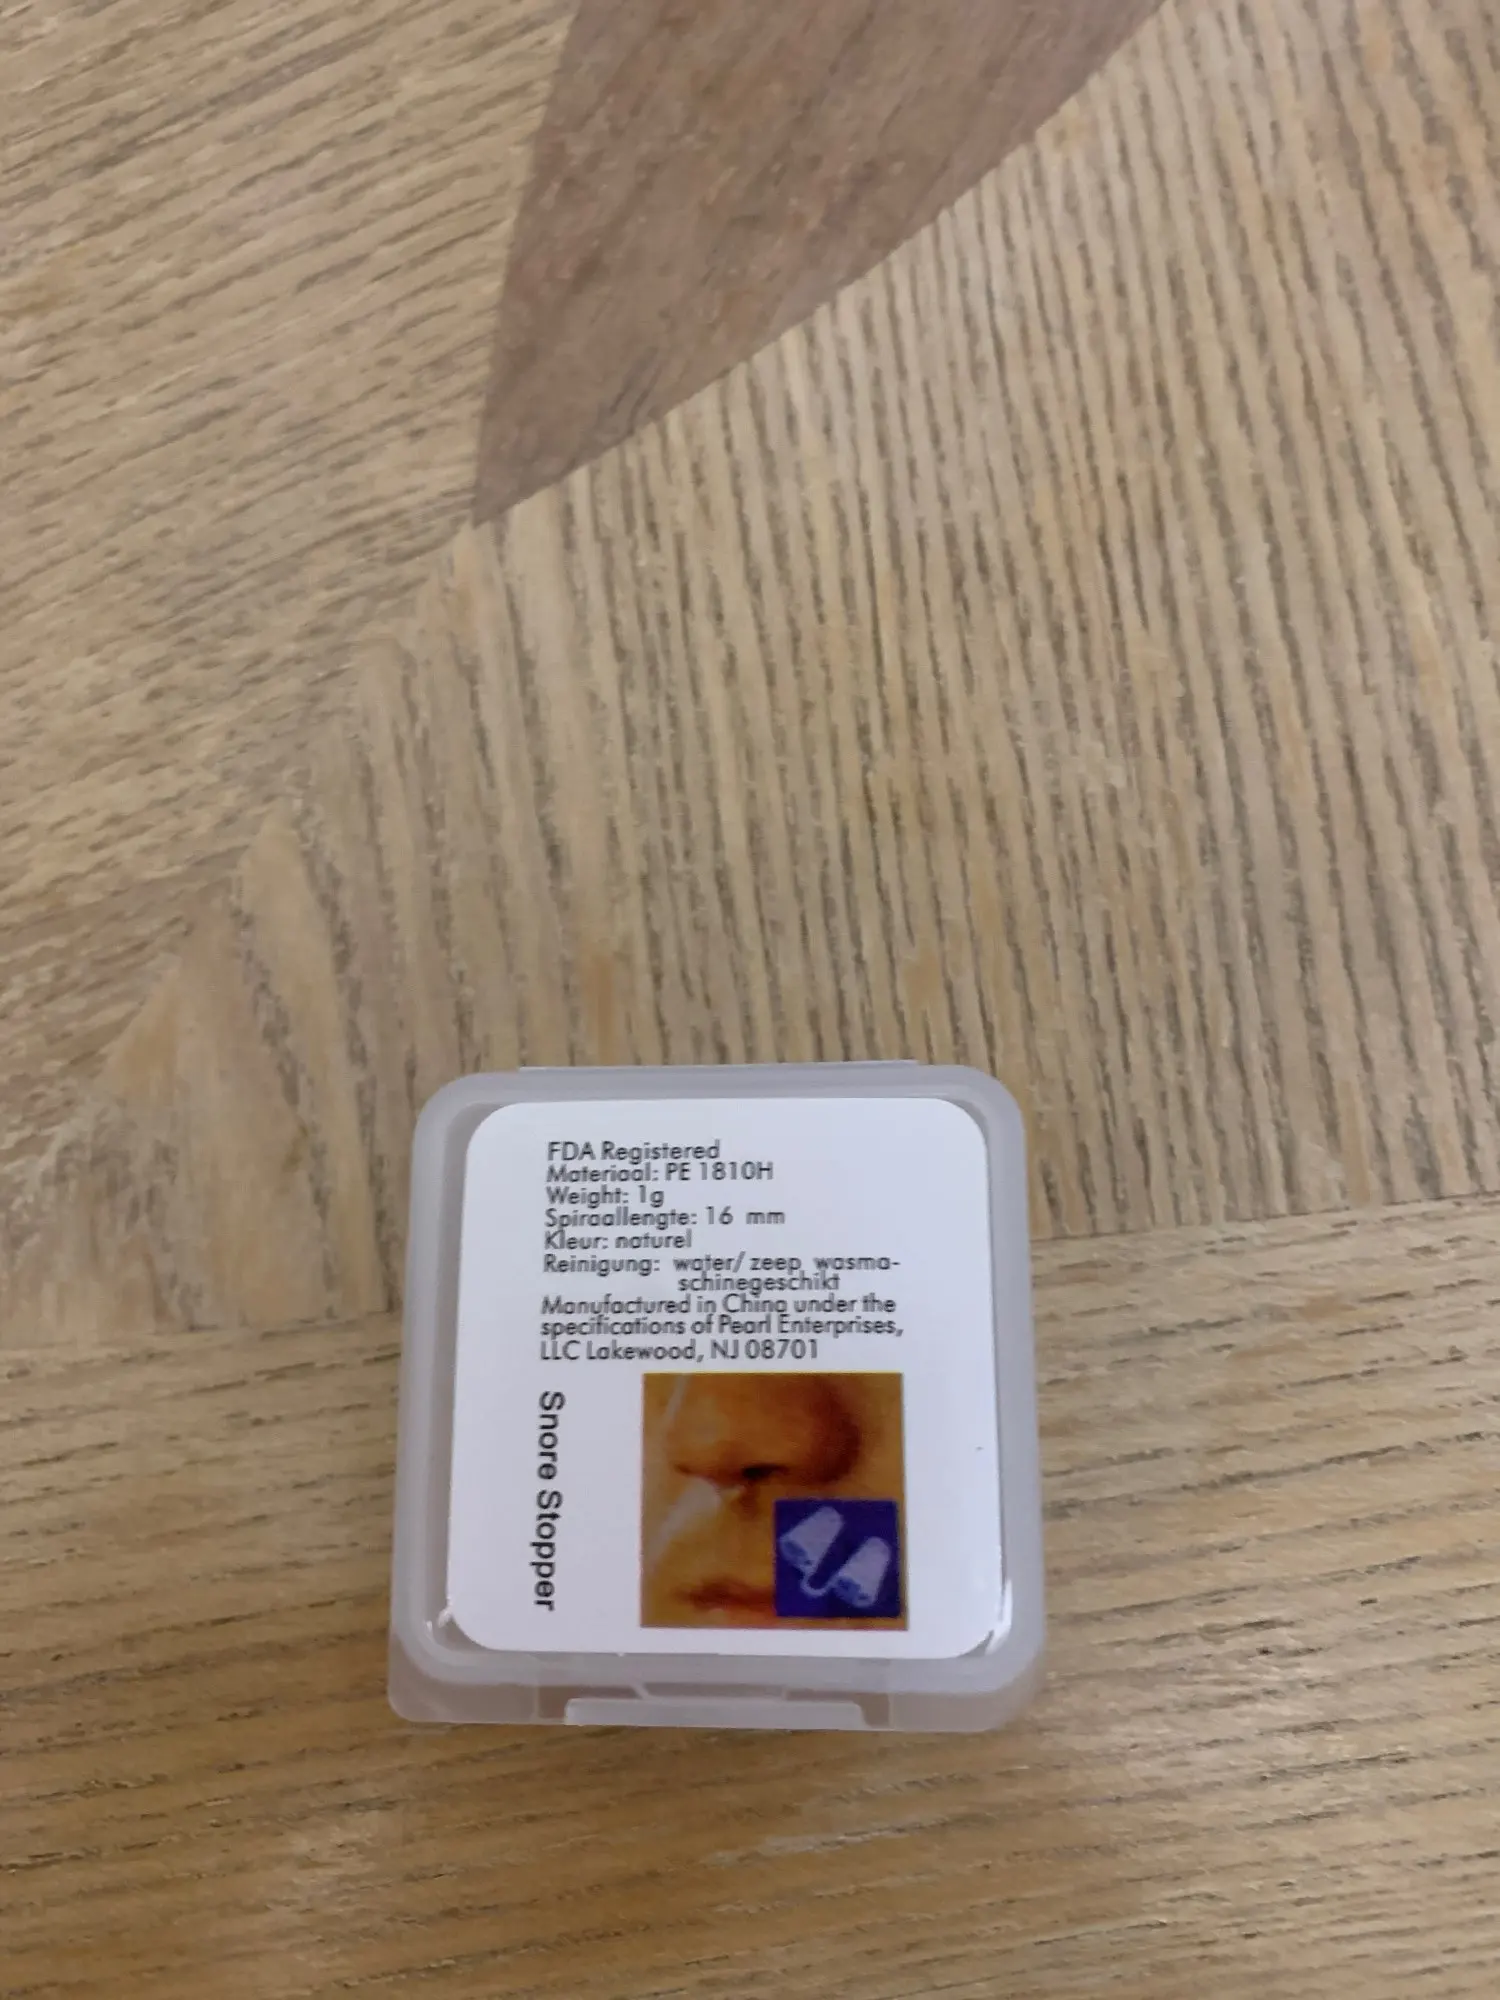 FDA Registered
Materiaal: PE 1810H
Weight: 1g
Spiraallengte: 16 mm
Kleur: naturel
Reinigung: water/ zeep wasma-
schinegeschikt
Manufactured in China under the
specifications of Pearl Enterprises,
LLC Lakewood, NJ 08701
Snore Stopper